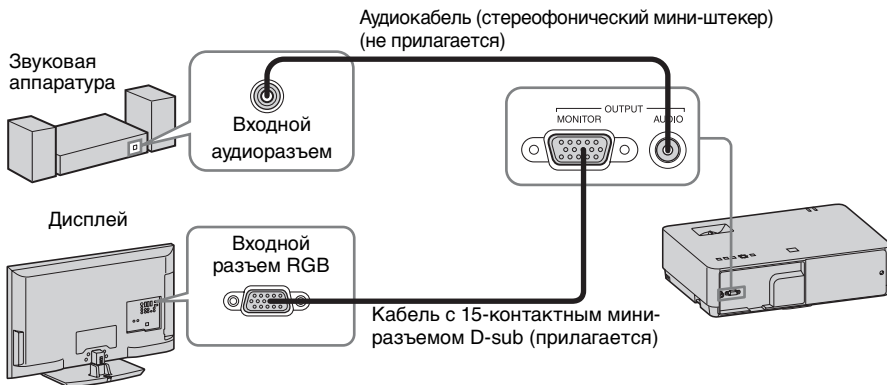 Аудиокабель (стереофонический мини-штекер)
(не прилагается)
Звуковая
аппаратура
Входной
аудиоразъем
OUTPUT
MONITOR
AUDIO
Дисплей
Входной
разъем RGB
Кабель с 15-контактным мини-
разъемом D-sub (прилагается)